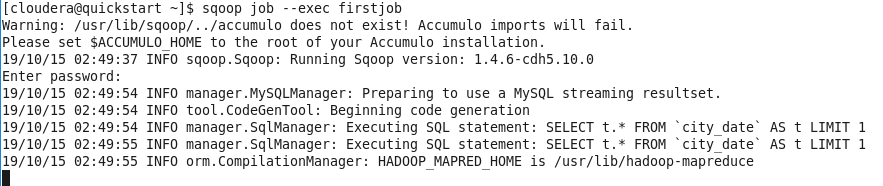 [cloudera@quickstart ~]$ sqoop job --exec firstjob
Warning: /usr/lib/sqoop/../accumulo does not exist! Accumulo imports will fail.
Please set $ACCUMULO_HOME to the root of your Accumulo installation.
19/10/15 02:49:37 INFO sqoop.Sqoop: Running Sqoop version: 1.4.6-cdh5.10.0
Enter password:
19/10/15 02:49:54 INFO manager.MySQLManager: Preparing to use a MySQL streaming resultset.
19/10/15 02:49:54 INFO tool.CodeGenTool: Beginning code generation
19/10/15 02:49:54 INFO manager.SqlManager: Executing SQL statement: SELECT t.* FROM `city_date` AS t LIMIT 1
19/10/15 02:49:55 INFO manager.SqlManager: Executing SQL statement: SELECT t.* FROM `city_date` AS t LIMIT 1
19/10/15 02:49:55 INFO orm.CompilationManager: HADOOP_MAPRED_HOME is /usr/lib/hadoop-mapreduce